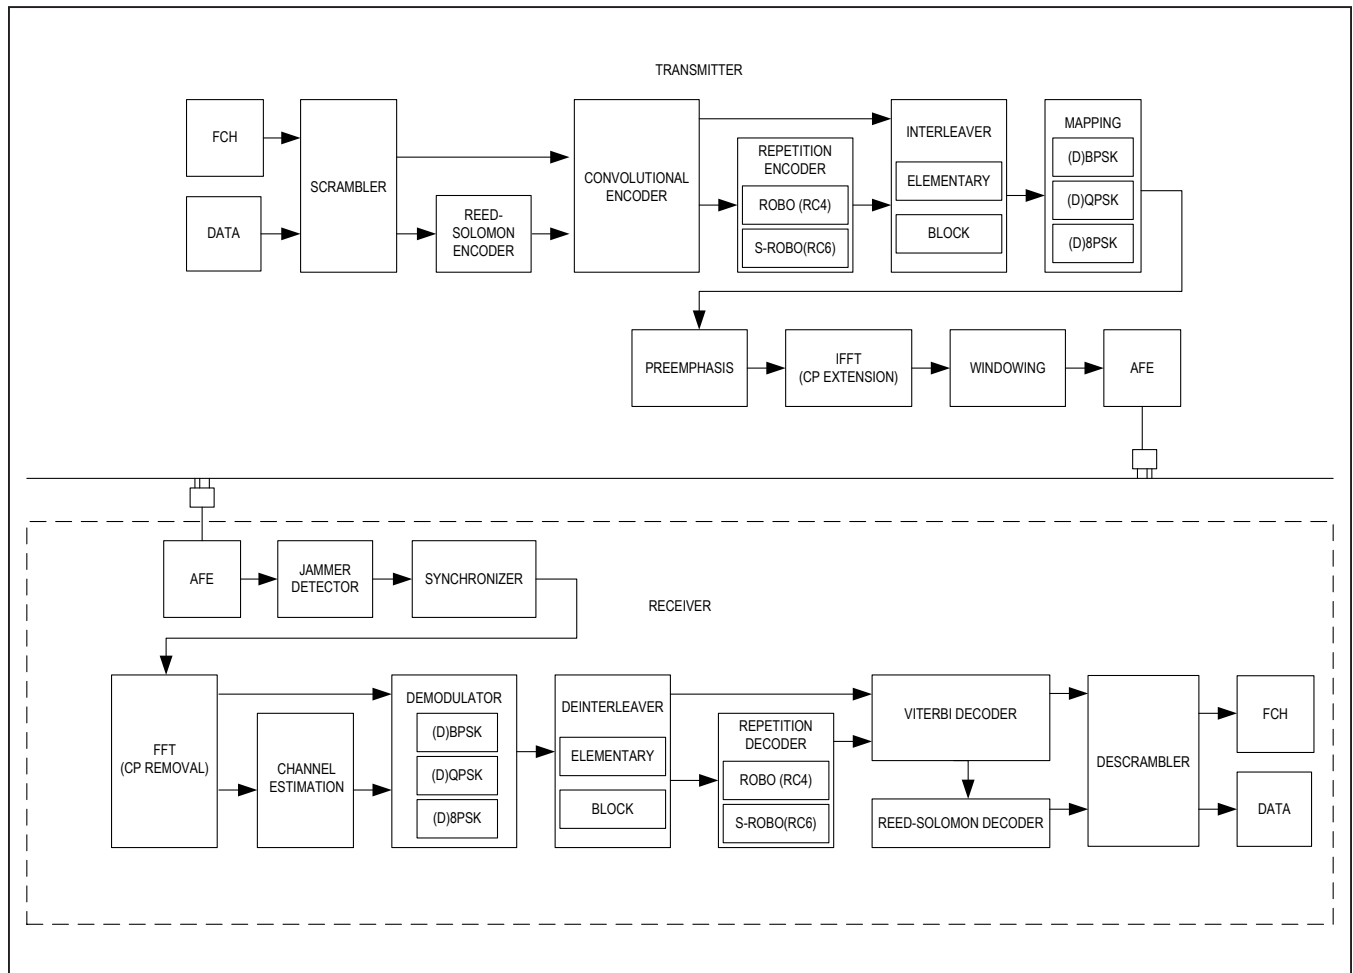 TRANSMITTER
FCH
DATA
SCRAMBLER
REED-
SOLOMON
ENCODER
CONVOLUTIONAL
ENCODER
REPETITION
ENCODER
ROBO (RC4)
S-ROBO(RC6)
INTERLEAVER
ELEMENTARY
BLOCK
MAPPING
(D)BPSK
(D)QPSK
(D)8PSK
PREEMPHASIS
IFFT
(CP EXTENSION)
WINDOWING
AFE
AFE
JAMMER
DETECTOR
SYNCHRONIZER
RECEIVER
FFT
(CP REMOVAL)
CHANNEL
ESTIMATION
DEMODULATOR
(D)BPSK
(D)QPSK
(D)8PSK
DEINTERLEAVER
ELEMENTARY
BLOCK
REPETITION
DECODER
ROBO (RC4)
S-ROBO(RC6)
VITERBI DECODER
REED-SOLOMON DECODER
DESCRAMBLER
FCH
DATA